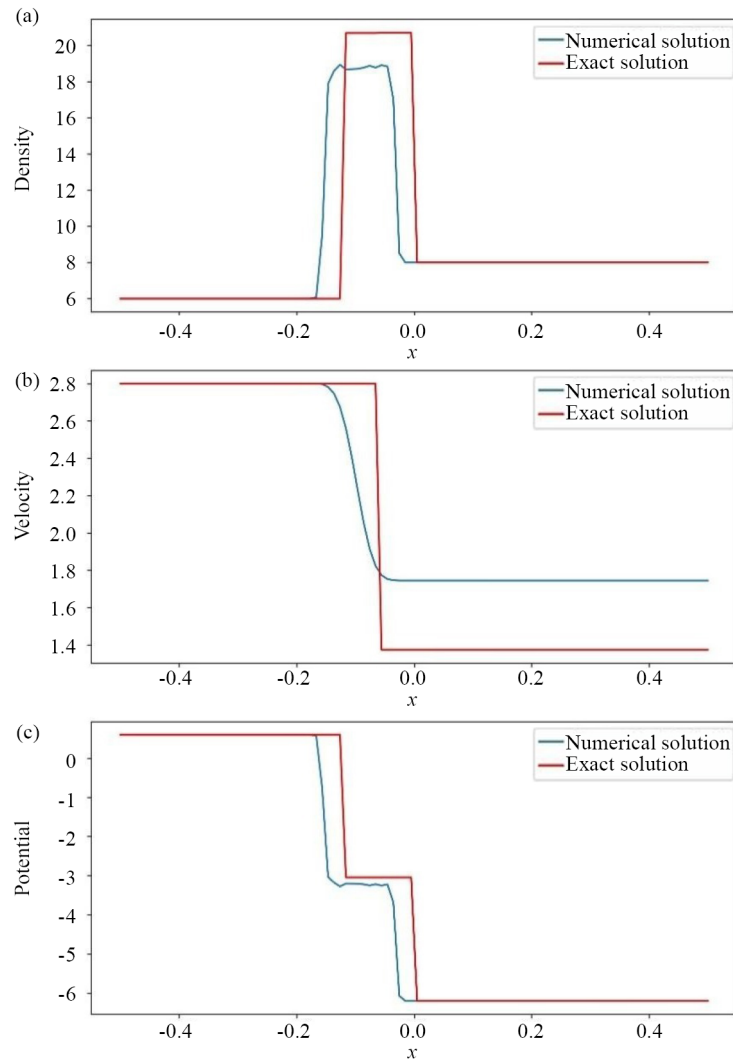 (a)
Numerical solution
Exact solution
20
18
16
14
12
10
8
6
Density
-0.4
-0.2
0.0
0.2
0.4
x
(b)
Numerical solution
Exact solution
2.8
2.6
2.4
2.2
2.0
1.8
1.6
1.4
Velocity
-0.4
-0.2
0.0
0.2
0.4
x
(c)
Numerical solution
Exact solution
0
-1
-2
-3
-4
-5
-6
Potential
-0.4
-0.2
0.0
0.2
0.4
x